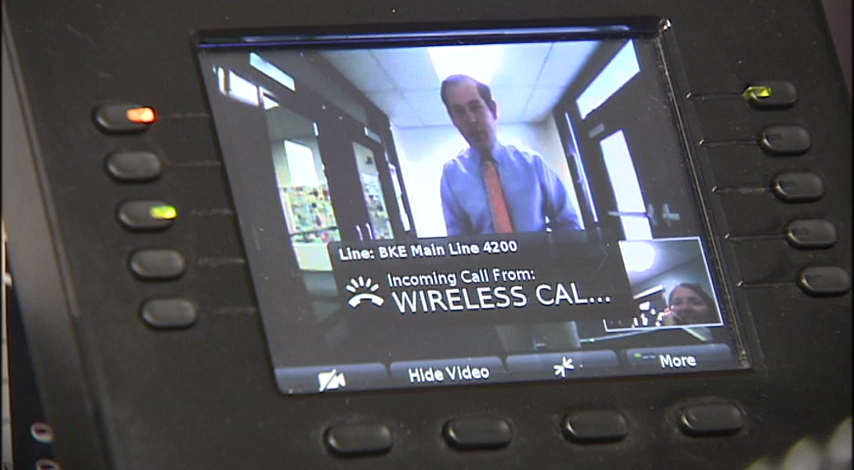 Line: BKE Main Line 4200
Incoming Call From:
WIRELESS CAL...
Hide Video
More